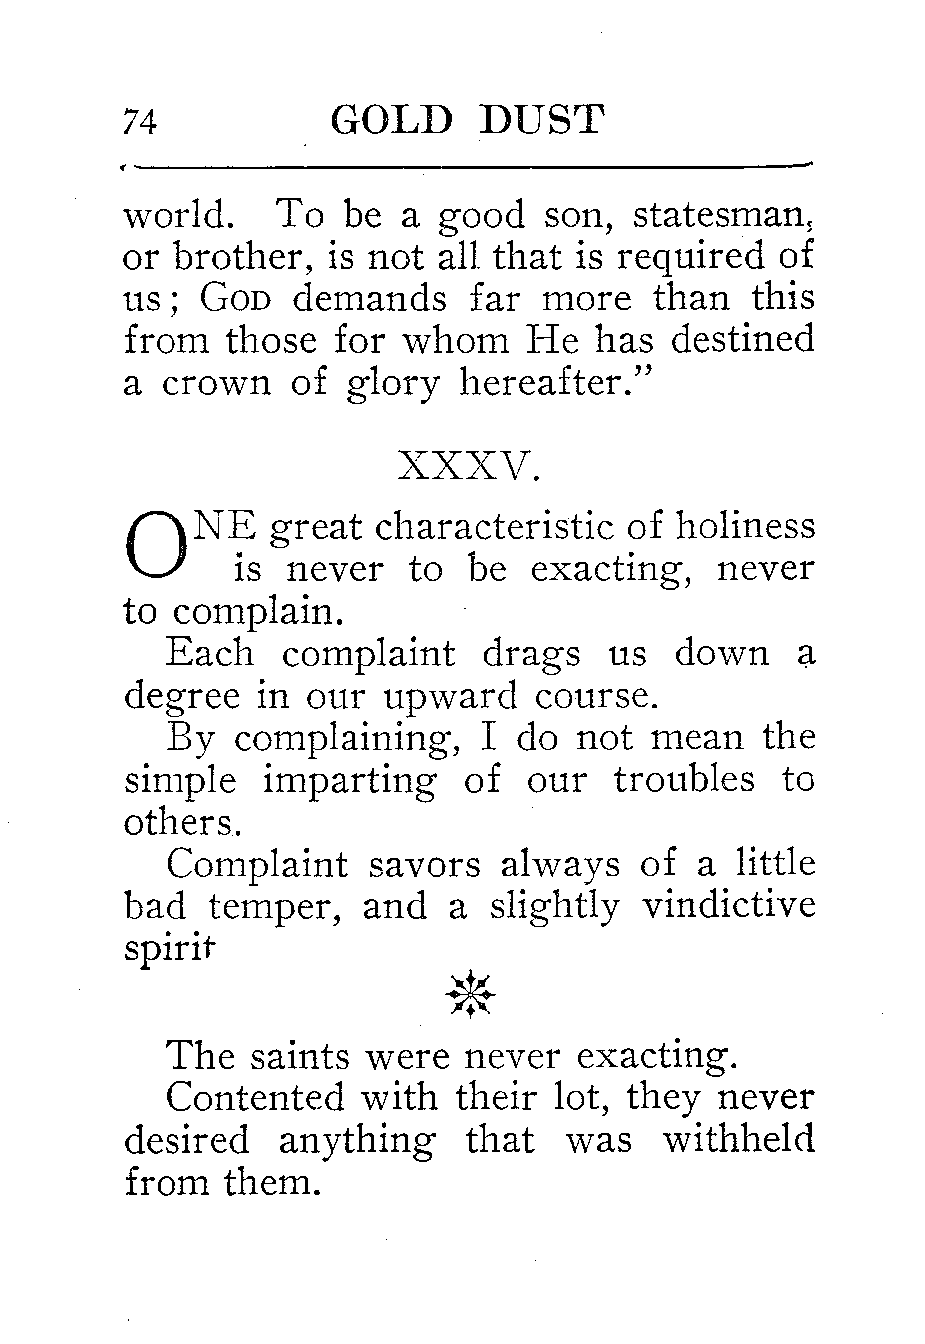 74 GOLD DUST
world. To be a good son, statesman,
or brother, is not all that is required of
us; GOD demands far more than this
from those for whom He has destined
a crown of glory hereafter.”
XXXV.
ONE great characteristic of holiness
is never to be exacting, never
to complain.
Each complaint drags us down a
degree in our upward course.
By complaining, I do not mean the
simple imparting of our troubles to
others.
Complaint savors always of a little
bad temper, and a slightly vindictive
spirit
The saints were never exacting.
Contented with their lot, they never
desired anything that was withheld
from them.